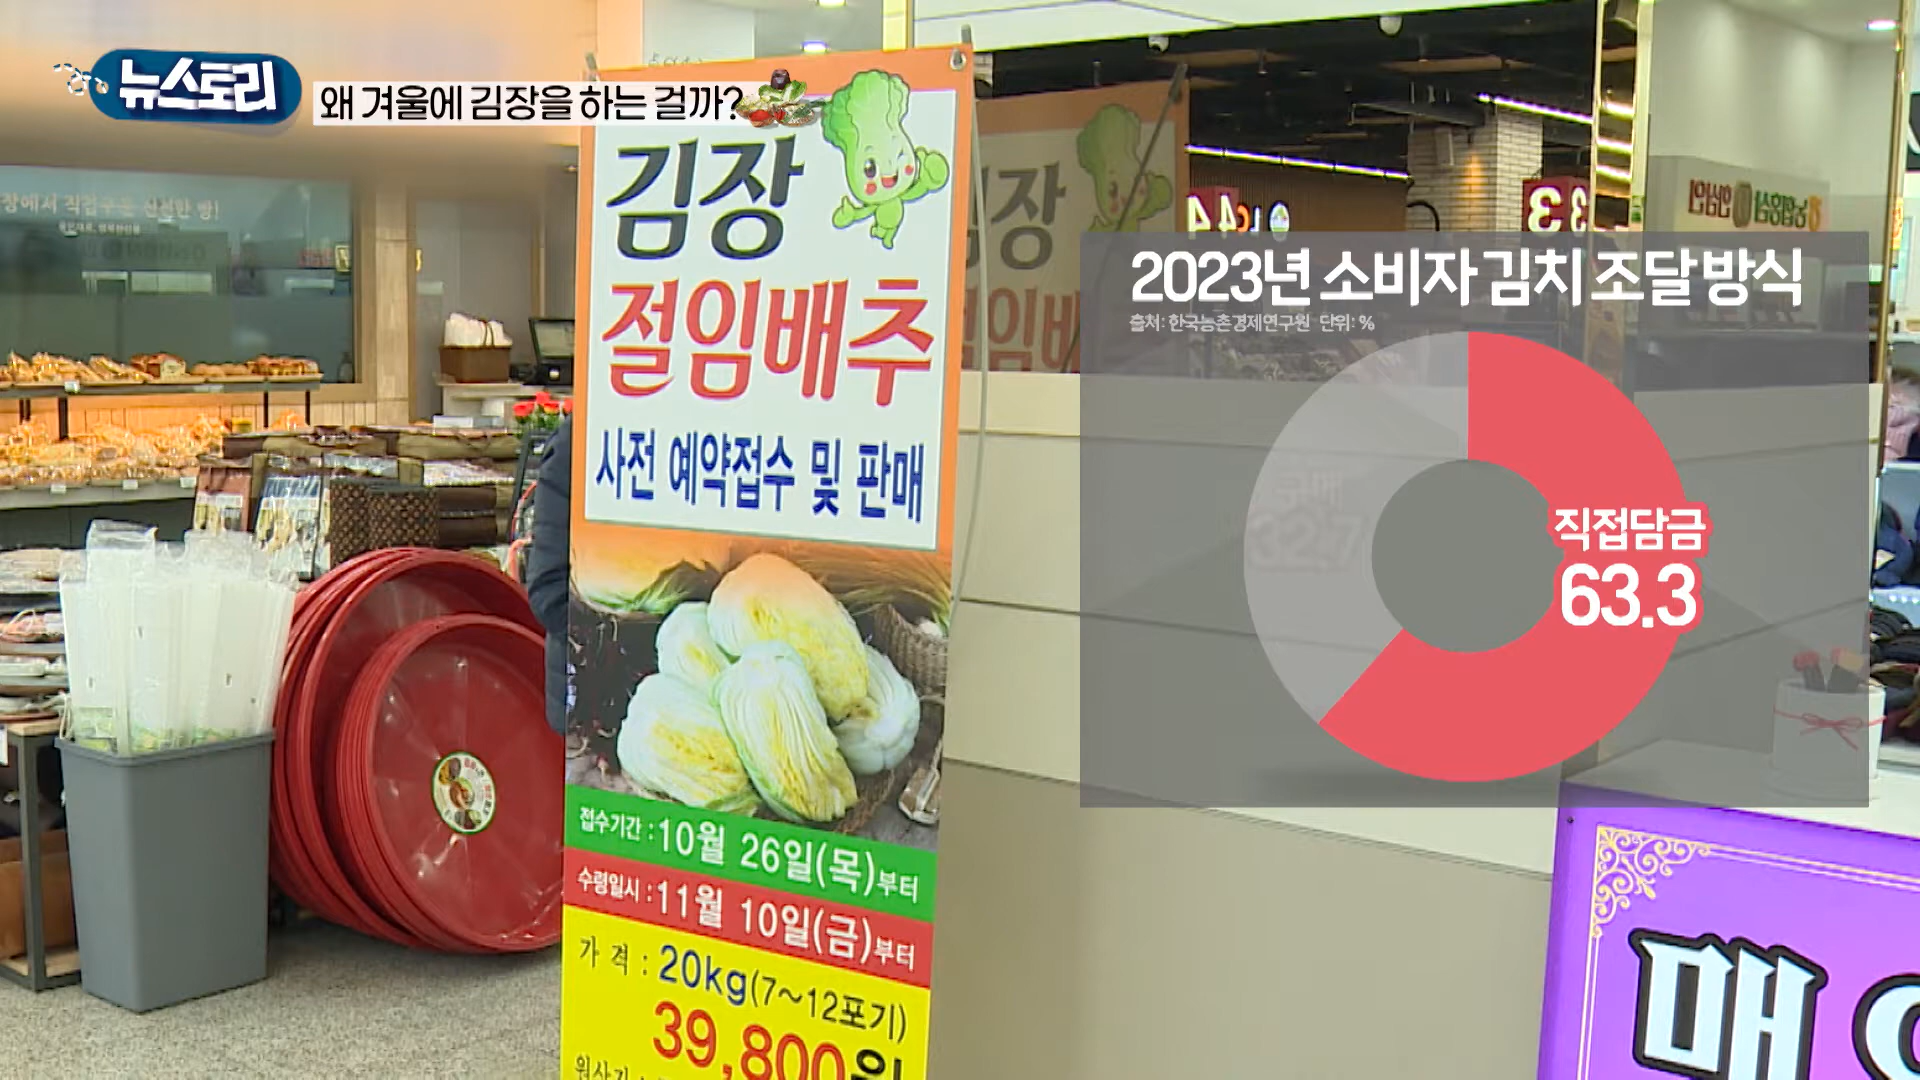 뉴스토리
왜 겨울에 김장을 하는 걸까?
김장
절임배추
사전 예약접수 및 판매
접수기간 : 10월 26일(목)부터
수령일시 : 11월 10일(금)부터
가 격 : 20kg(7~12포기)
39,800원
2023년 소비자 김치 조달 방식
출처: 한국농촌경제연구원 단위: %
구매
32.7
직접담금
63.3
매